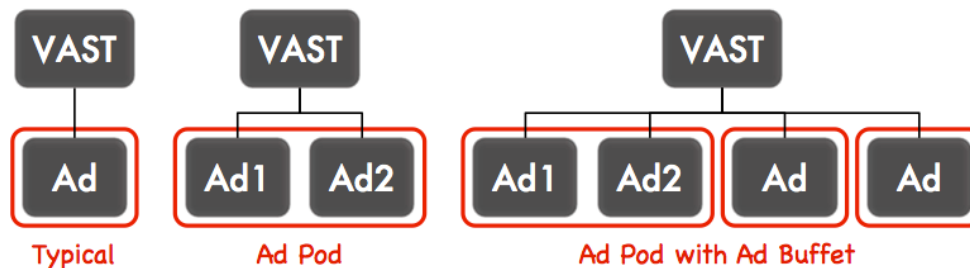 VAST VAST VAST
Ad Ad1 Ad2 Ad1 Ad2 Ad Ad
Typical Ad Pod Ad Pod with Ad Buffet